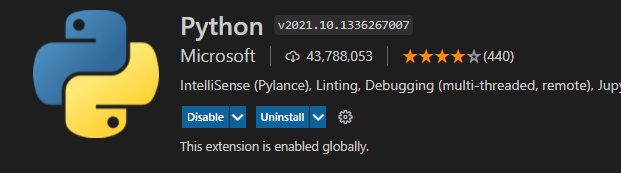 Python v2021.10.1336267007
Microsoft 43,788,053 (440)
IntelliSense (Pylance), Linting, Debugging (multi-threaded, remote),
Disable Uninstall
This extension is enabled globally.